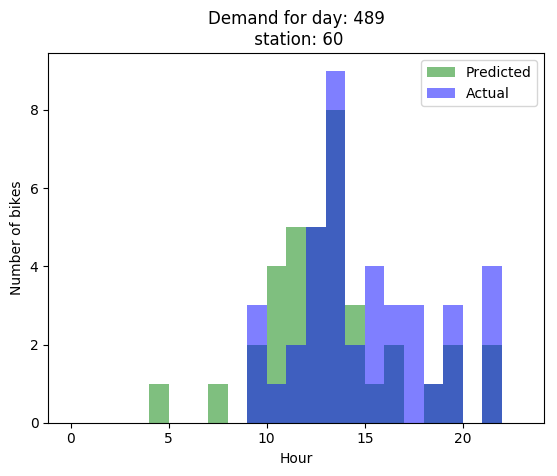 Demand for day: 489
station: 60
Predicted
Actual
Number of bikes
8
6
4
2
0
0
5
10
15
20
Hour